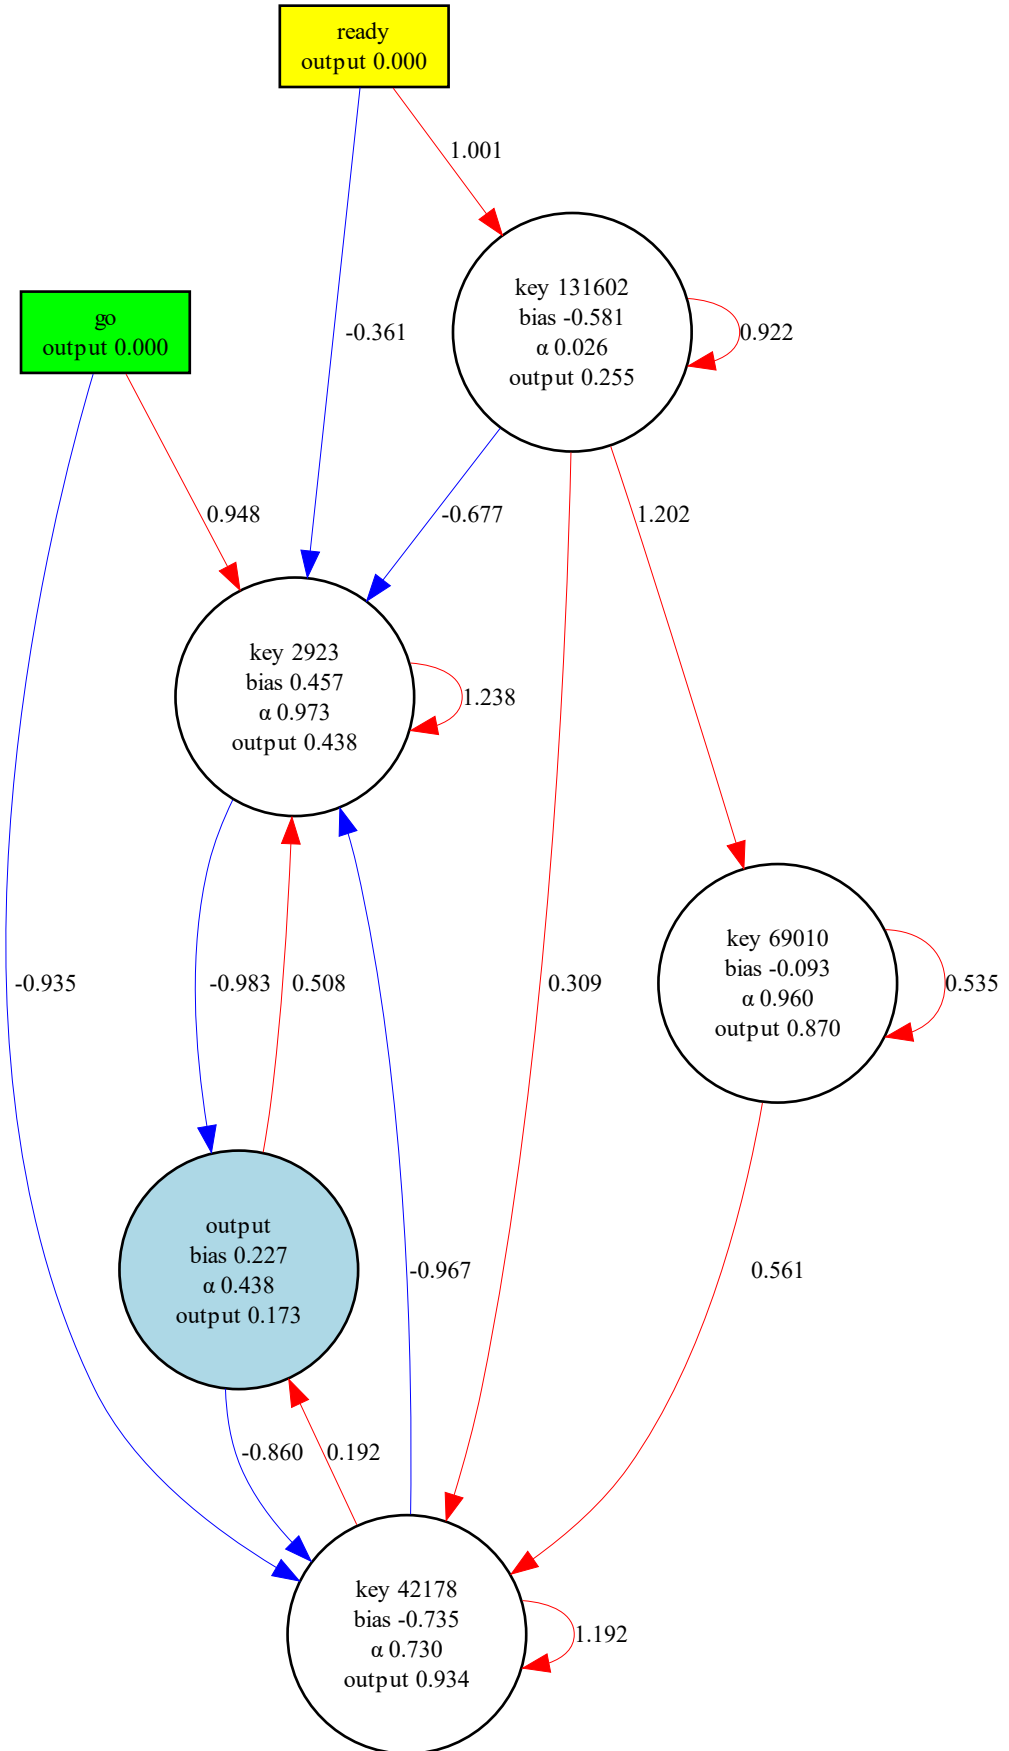 ready
output 0.000
1.001
key 131602
bias -0.581
α 0.026
output 0.255
0.922
go
output 0.000
-0.361
0.948
-0.677
1.202
key 2923
bias 0.457
α 0.973
output 0.438
1.238
key 69010
bias -0.093
α 0.960
output 0.870
0.535
-0.935
-0.983
0.508
0.309
output
bias 0.227
α 0.438
output 0.173
-0.967
0.561
-0.860
0.192
key 42178
bias -0.735
α 0.730
output 0.934
1.192